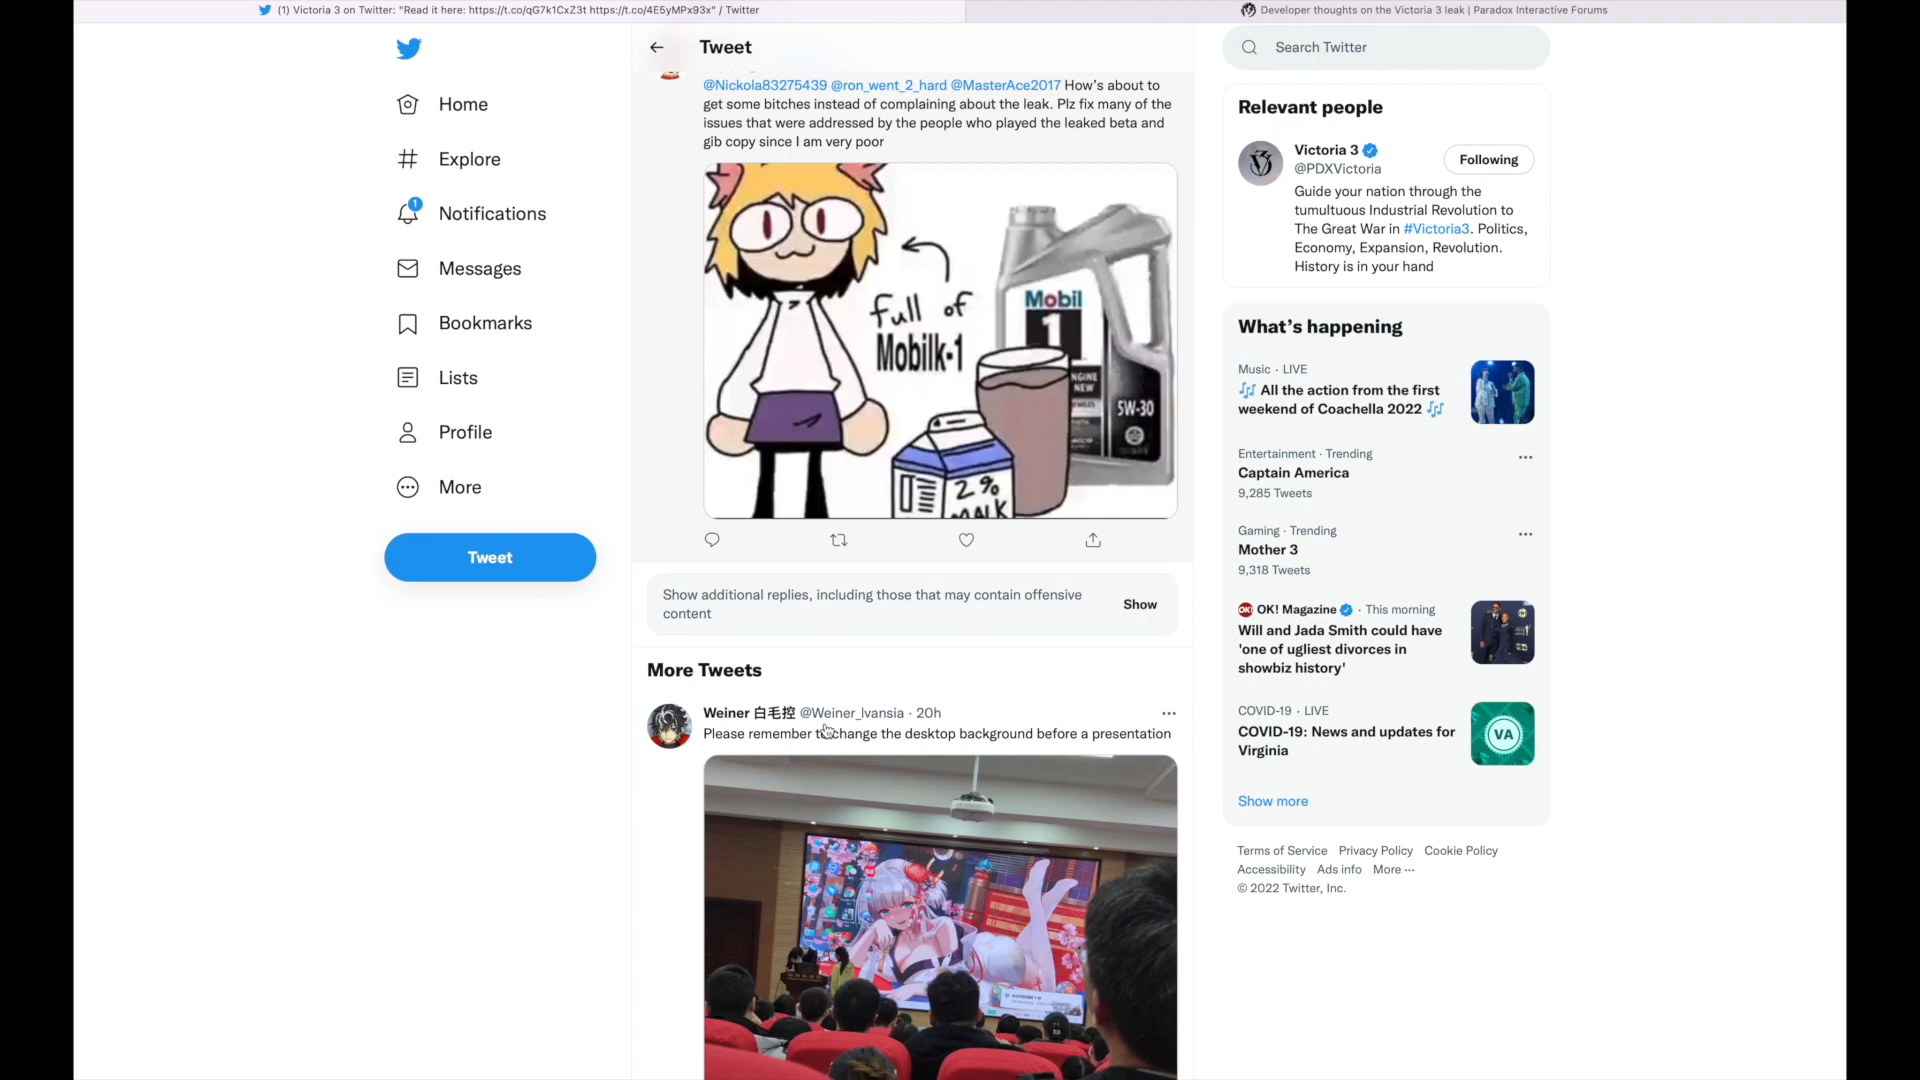 (1) Victoria 3 on Twitter: "Read it here: https://t.co/qG7k1CxZ3t https://t.co/4E5yMPx93x" / Twitter
Developer thoughts on the Victoria 3 leak | Paradox Interactive Forums
Home
Explore
1
Notifications
Messages
Bookmarks
Lists
Profile
More
Tweet
Tweet
@Nickola83275439 @ron_went_2_hard @MasterAce2017 How's about to
get some bitches instead of complaining about the leak. Plz fix many of the
issues that were addressed by the people who played the leaked beta and
gib copy since I am very poor
full of
Mobilk-1
Mobil
1
5W-30
2%
MALK
Show additional replies, including those that may contain offensive
content
Show
More Tweets
Weiner 白毛控 @Weiner_Ivansia · 20h
Please remember to change the desktop background before a presentation
Search Twitter
Relevant people
Victoria 3
@PDXVictoria
Following
Guide your nation through the
tumultuous Industrial Revolution to
The Great War in #Victoria3. Politics,
Economy, Expansion, Revolution.
History is in your hand
What's happening
Music · LIVE
🎶 All the action from the first
weekend of Coachella 2022 🎶
Entertainment · Trending
Captain America
9,285 Tweets
Gaming · Trending
Mother 3
9,318 Tweets
OK! OK! Magazine · This morning
Will and Jada Smith could have
'one of ugliest divorces in
showbiz history'
COVID-19 · LIVE
COVID-19: News and updates for
Virginia
VA
Show more
Terms of Service Privacy Policy Cookie Policy
Accessibility Ads info More ···
© 2022 Twitter, Inc.